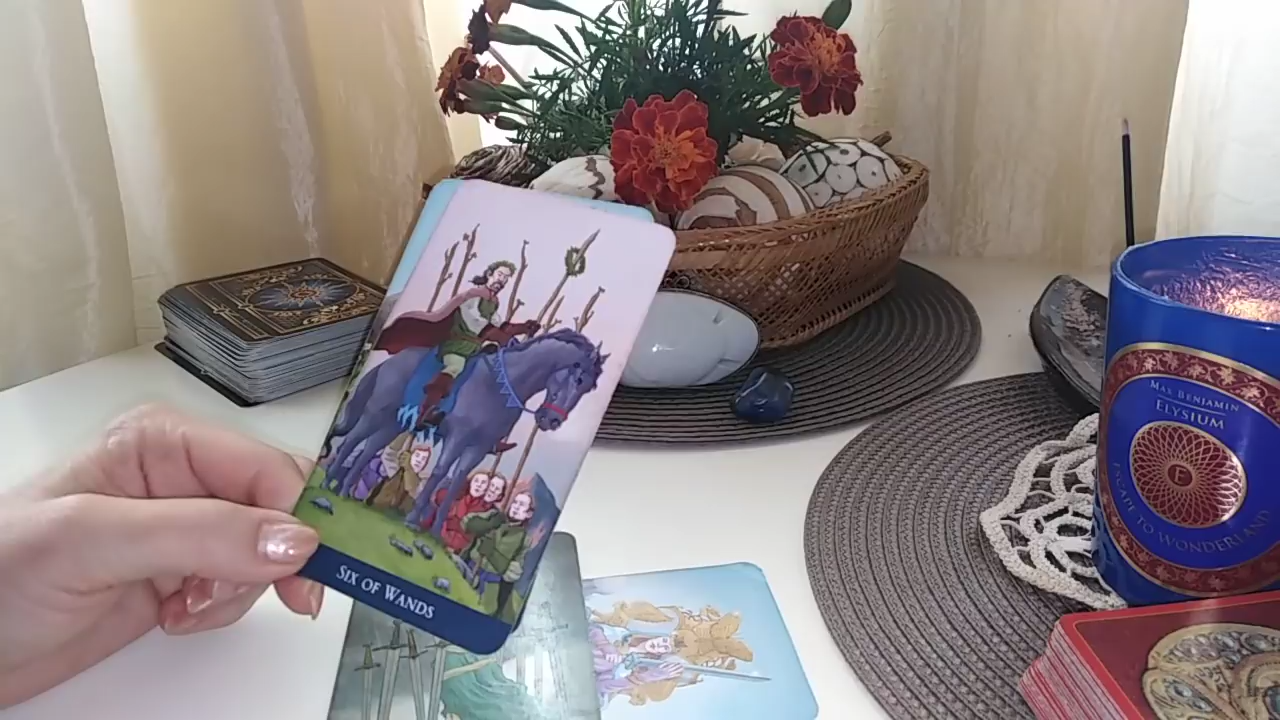 SIX OF WANDS
MAX BENJAMIN
ELYSIUM
E
ESCAPE TO WONDERLAND